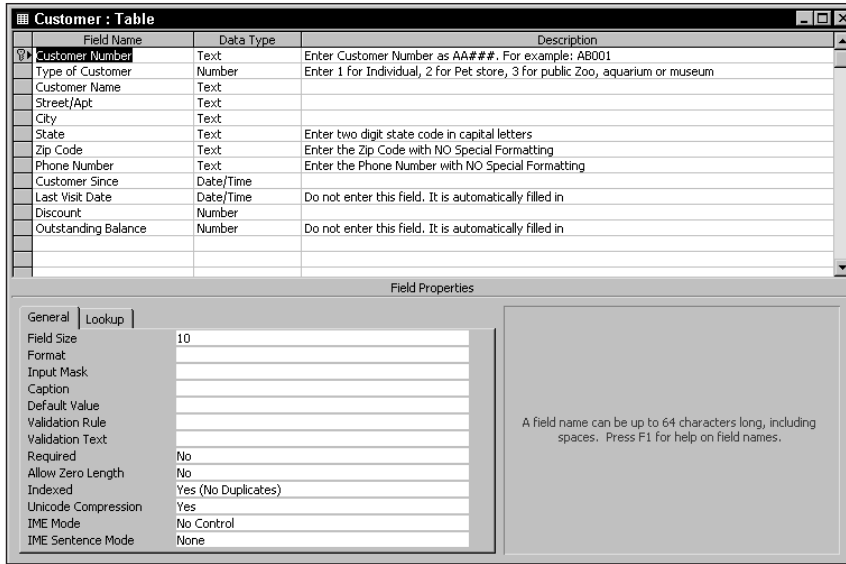 Customer : Table
Field Name Data Type Description
Customer Number Text Enter Customer Number as AA###. For example: AB001
Type of Customer Number Enter 1 for Individual, 2 for Pet store, 3 for public Zoo, aquarium or museum
Customer Name Text
Street/Apt Text
City Text
State Text Enter two digit state code in capital letters
Zip Code Text Enter the Zip Code with NO Special Formatting
Phone Number Text Enter the Phone Number with NO Special Formatting
Customer Since Date/Time
Last Visit Date Date/Time Do not enter this field. It is automatically filled in
Discount Number
Outstanding Balance Number Do not enter this field. It is automatically filled in
Field Properties
General Lookup
Field Size 10
Format
Input Mask
Caption
Default Value
Validation Rule
Validation Text
Required No
Allow Zero Length No
Indexed Yes (No Duplicates)
Unicode Compression Yes
IME Mode No Control
IME Sentence Mode None
A field name can be up to 64 characters long, including
spaces. Press F1 for help on field names.